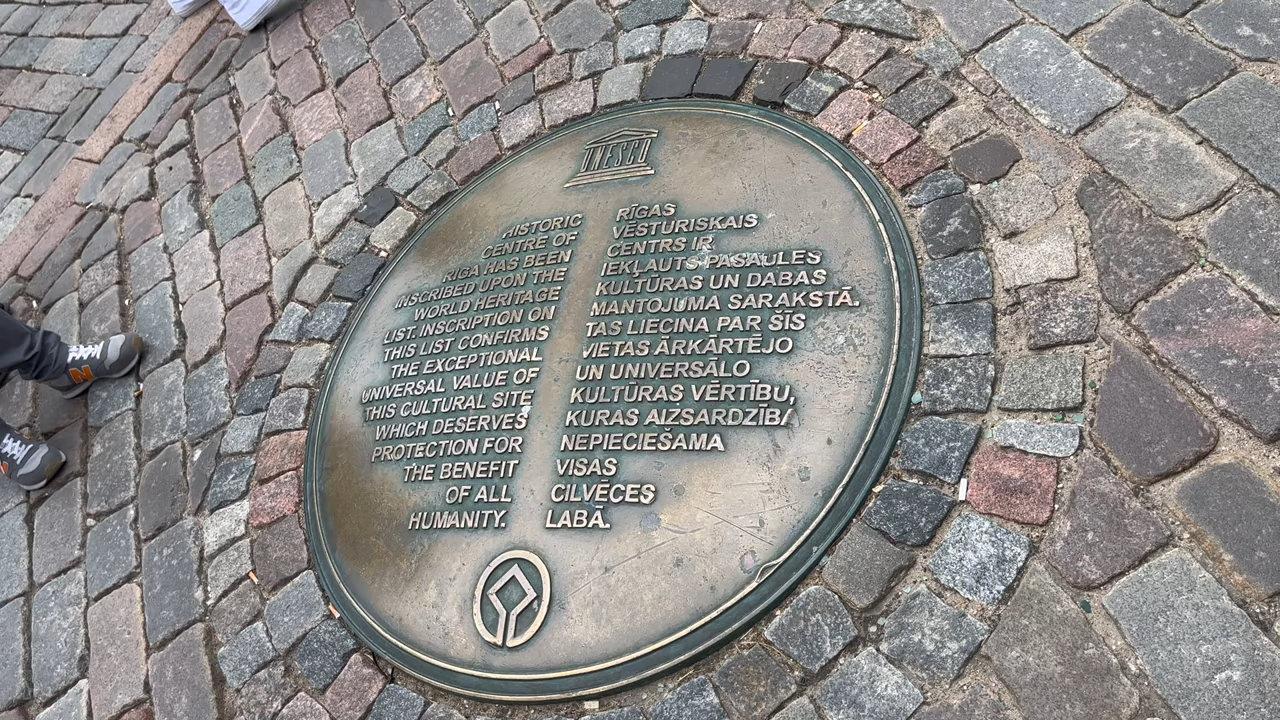 UNESCO
HISTORIC
CENTRE OF
RIGA HAS BEEN
INSCRIBED UPON THE
WORLD HERITAGE
LIST. INSCRIPTION ON
THIS LIST CONFIRMS
THE EXCEPTIONAL
UNIVERSAL VALUE OF
THIS CULTURAL SITE
WHICH DESERVES
PROTECTION FOR
THE BENEFIT
OF ALL
HUMANITY.
RĪGAS
VĒSTURISKAIS
CENTRS IR
IEKĻAUTS PASAULES
KULTŪRAS UN DABAS
MANTOJUMA SARAKSTĀ.
TAS LIECINA PAR ŠĪS
VIETAS ĀRKĀRTĒJO
UN UNIVERSĀLO
KULTŪRAS VĒRTĪBU,
KURAS AIZSARDZĪBA
NEPIECIEŠAMA
VISAS
CILVĒCES
LABĀ.
N